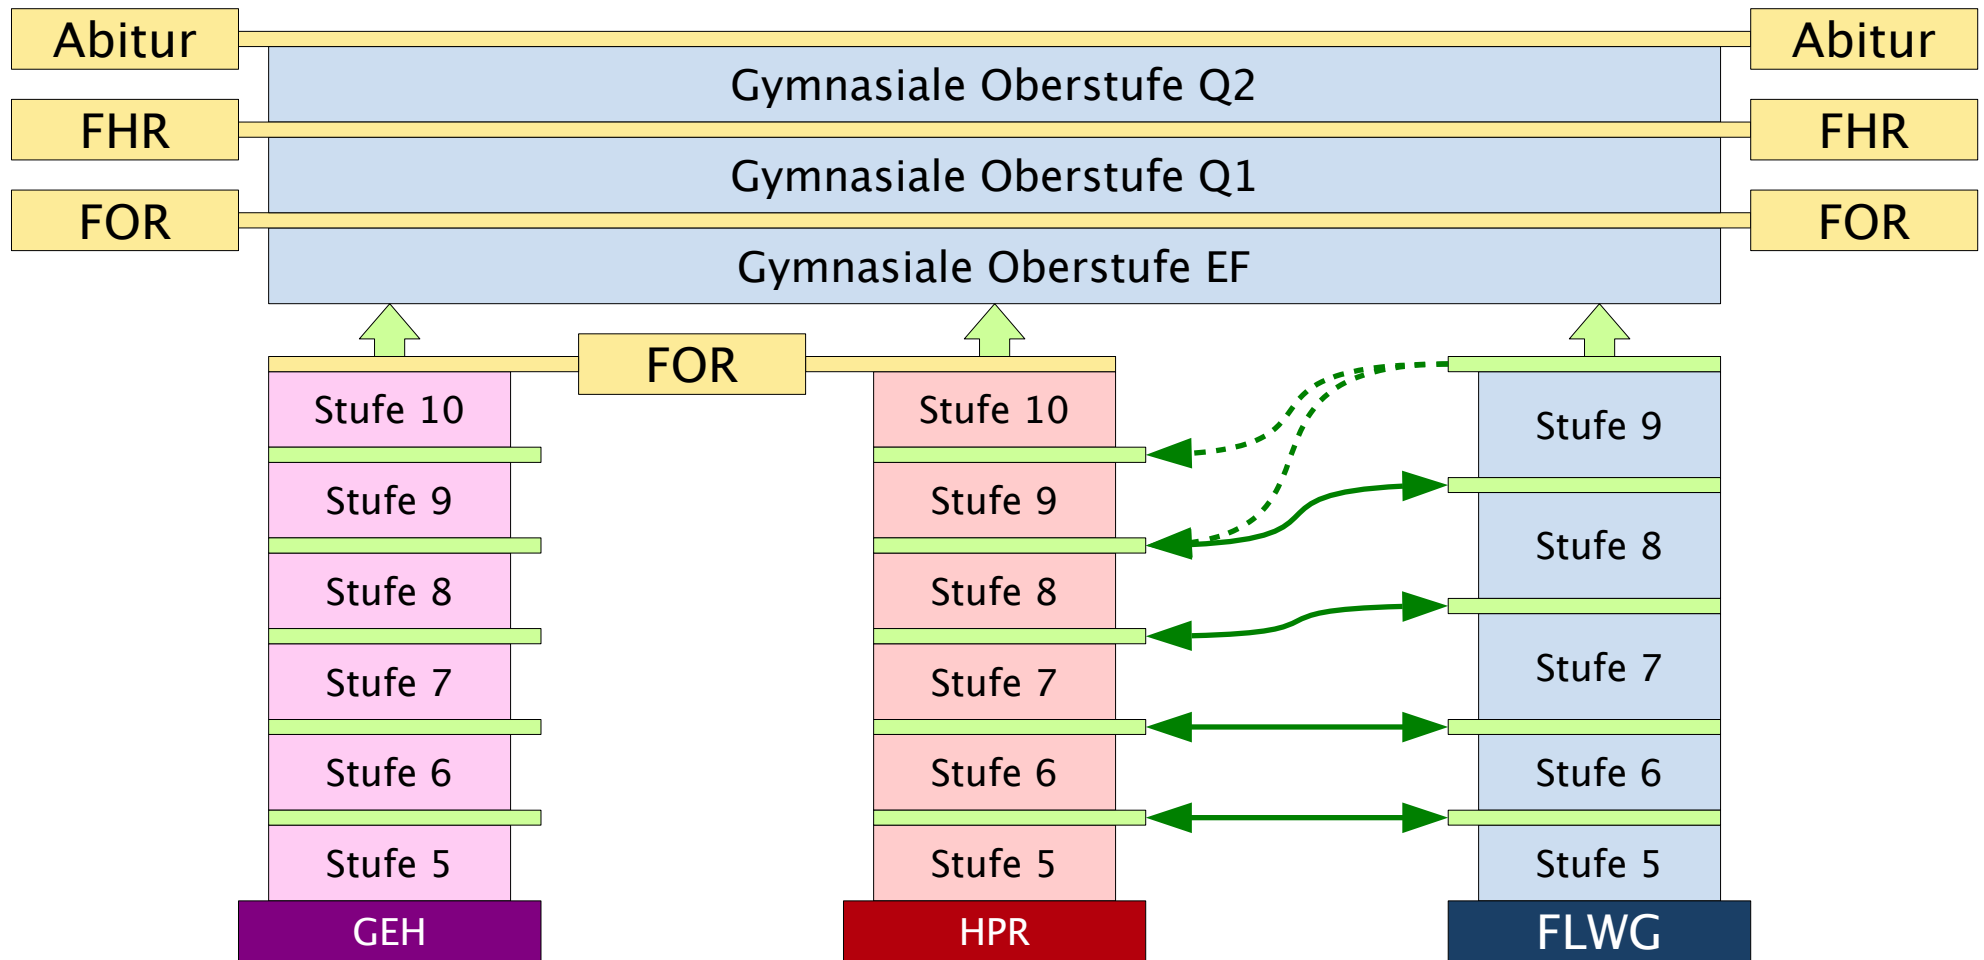 Abitur
Abitur
Gymnasiale Oberstufe Q2
FHR
FHR
Gymnasiale Oberstufe Q1
FOR
FOR
Gymnasiale Oberstufe EF
FOR
Stufe 10
Stufe 10
Stufe 9
Stufe 9
Stufe 9
Stufe 8
Stufe 8
Stufe 8
Stufe 7
Stufe 7
Stufe 7
Stufe 6
Stufe 6
Stufe 6
Stufe 5
Stufe 5
Stufe 5
GEH
HPR
FLWG